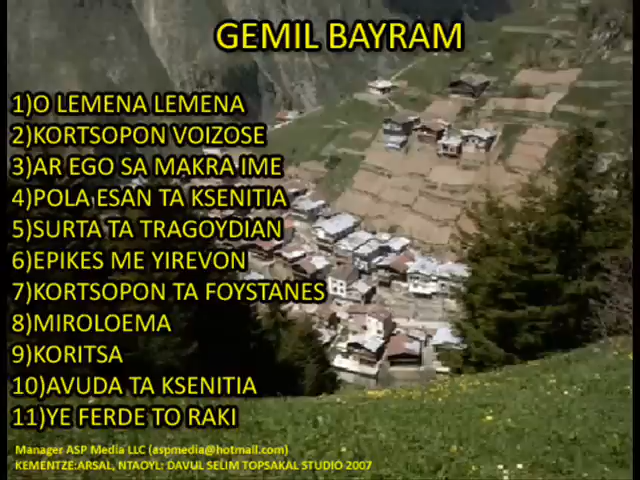 GEMIL BAYRAM
1)O LEMENA LEMENA
2)KORTSOPON VOIZOSE
3)AR EGO SA MAKRA IME
4)POLA ESAN TA KSENITIA
5)SURTA TA TRAGOYDIAN
6)EPIKES ME YIREVON
7)KORTSOPON TA FOYSTANES
8)MIROLOEMA
9)KORITSA
10)AVUDA TA KSENITIA
11)YE FERDE TO RAKI
Manager ASP Media LLC (aspmedia@hotmail.com)
KEMENTZE:ARSAL, NTAOYL: DAVUL SELIM TOPSAKAL STUDIO 2007